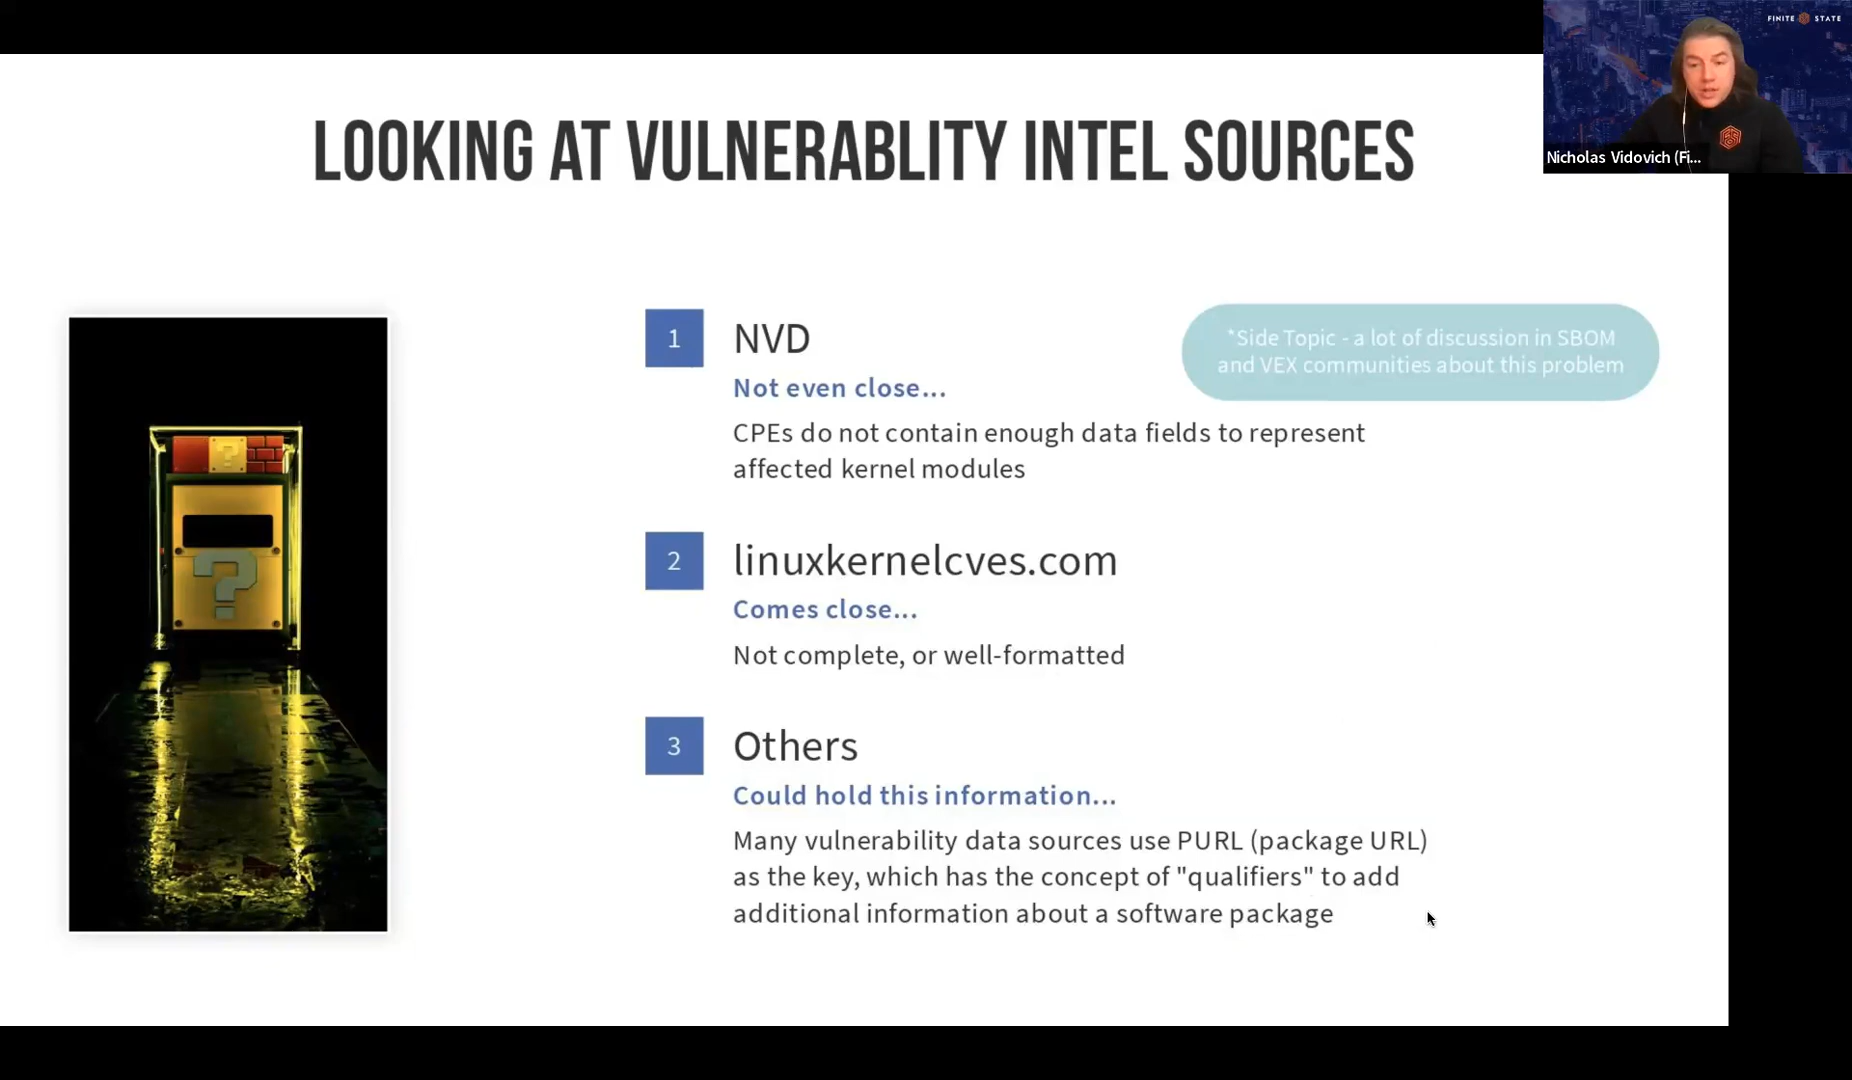 FINITE STATE
Nicholas Vidovich (Fi...
LOOKING AT VULNERABLITY INTEL SOURCES
1
NVD
Not even close...
CPEs do not contain enough data fields to represent
affected kernel modules
*Side Topic - a lot of discussion in SBOM
and VEX communities about this problem
2
linuxkernelcves.com
Comes close...
Not complete, or well-formatted
3
Others
Could hold this information...
Many vulnerability data sources use PURL (package URL)
as the key, which has the concept of "qualifiers" to add
additional information about a software package
?
?